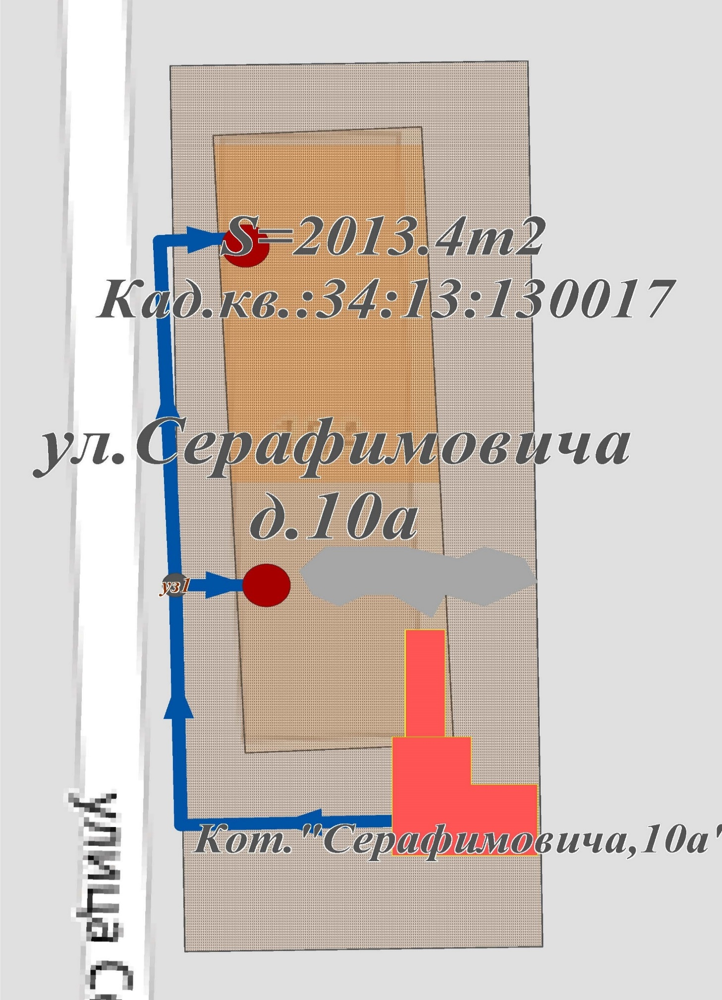 S=2013.4m2
Кад.кв.:34:13:130017
ул.Серафимовича
д.10а
уз1
Кот."Серафимовича,10а"
улица